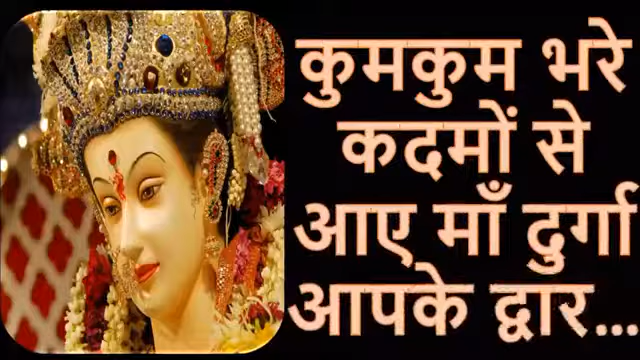 कुमकुम भरे
कदमों से
आए माँ दुर्गा
आपके द्वार...